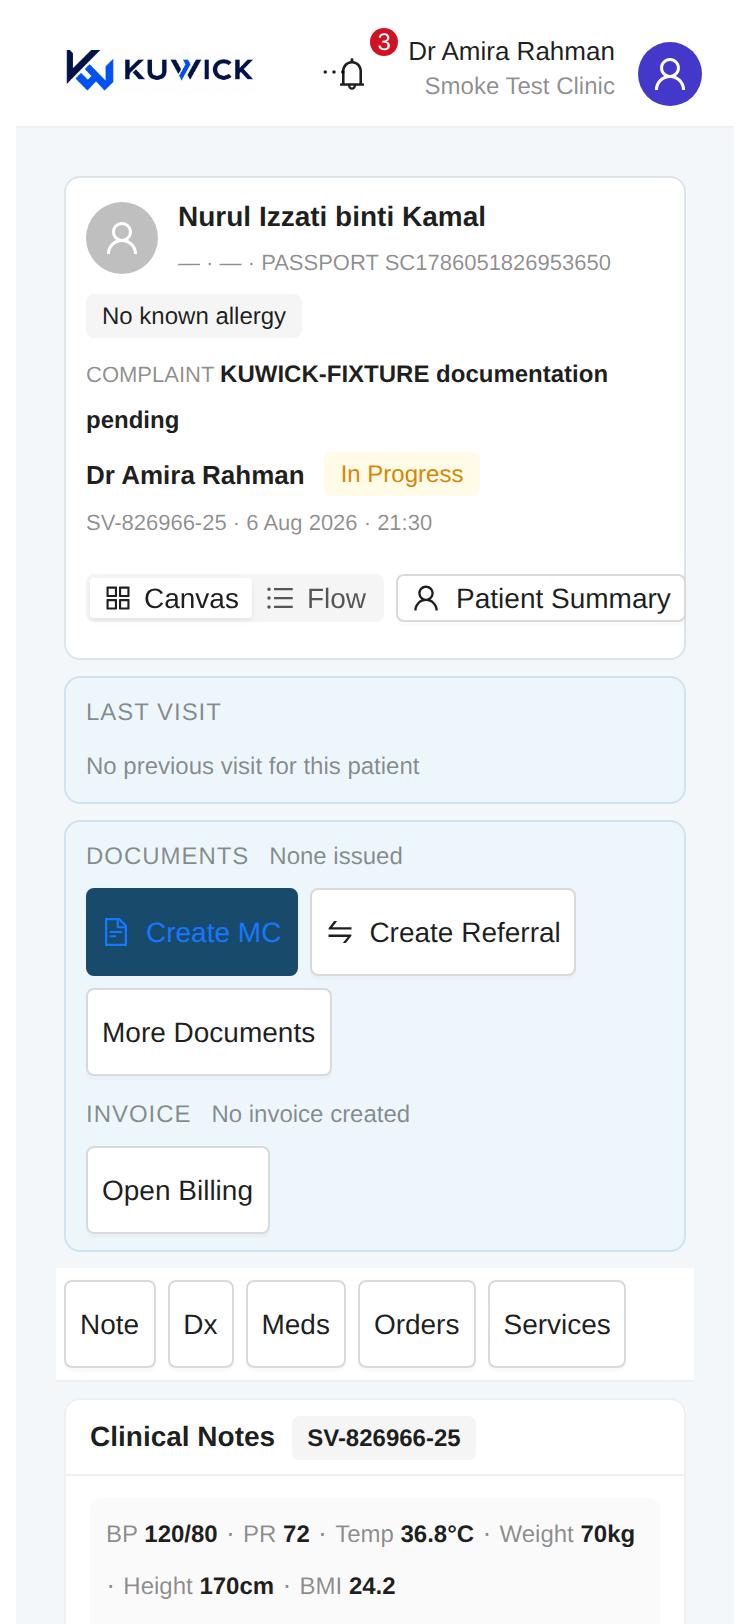 KUWICK
3
Dr Amira Rahman
Smoke Test Clinic
Nurul Izzati binti Kamal
— · — · PASSPORT SC1786051826953650
No known allergy
COMPLAINT KUWICK-FIXTURE documentation
pending
Dr Amira Rahman In Progress
SV-826966-25 · 6 Aug 2026 · 21:30
Canvas Flow Patient Summary
LAST VISIT
No previous visit for this patient
DOCUMENTS None issued
Create MC Create Referral
More Documents
INVOICE No invoice created
Open Billing
Note Dx Meds Orders Services
Clinical Notes SV-826966-25
BP 120/80 · PR 72 · Temp 36.8°C · Weight 70kg
· Height 170cm · BMI 24.2